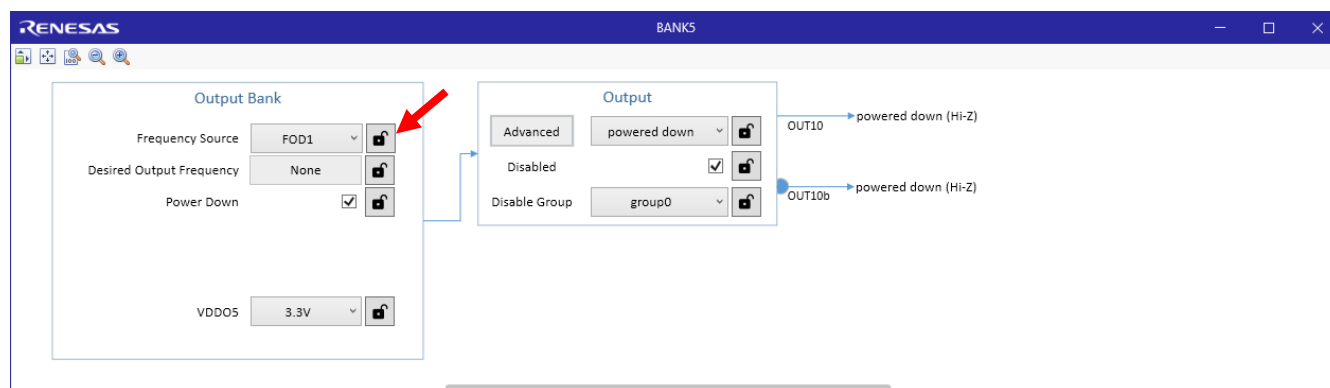 RENESAS
BANK5
Output Bank
Frequency Source FOD1
Desired Output Frequency None
Power Down
VDDO5 3.3V
Output
Advanced powered down
Disabled
Disable Group group0
OUT10 powered down (Hi-Z)
OUT10b powered down (Hi-Z)